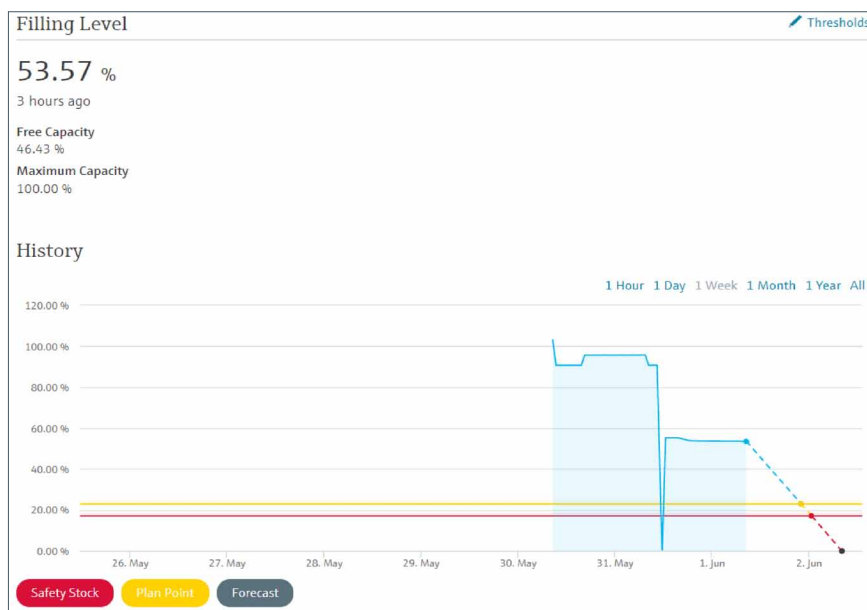 Filling Level
Thresholds
53.57 %
3 hours ago
Free Capacity
46.43 %
Maximum Capacity
100.00 %
History
1 Hour 1 Day 1 Week 1 Month 1 Year All
120.00 %
100.00 %
80.00 %
60.00 %
40.00 %
20.00 %
0.00 %
26. May 27. May 28. May 29. May 30. May 31. May 1. Jun 2. Jun
Safety Stock Plan Point Forecast